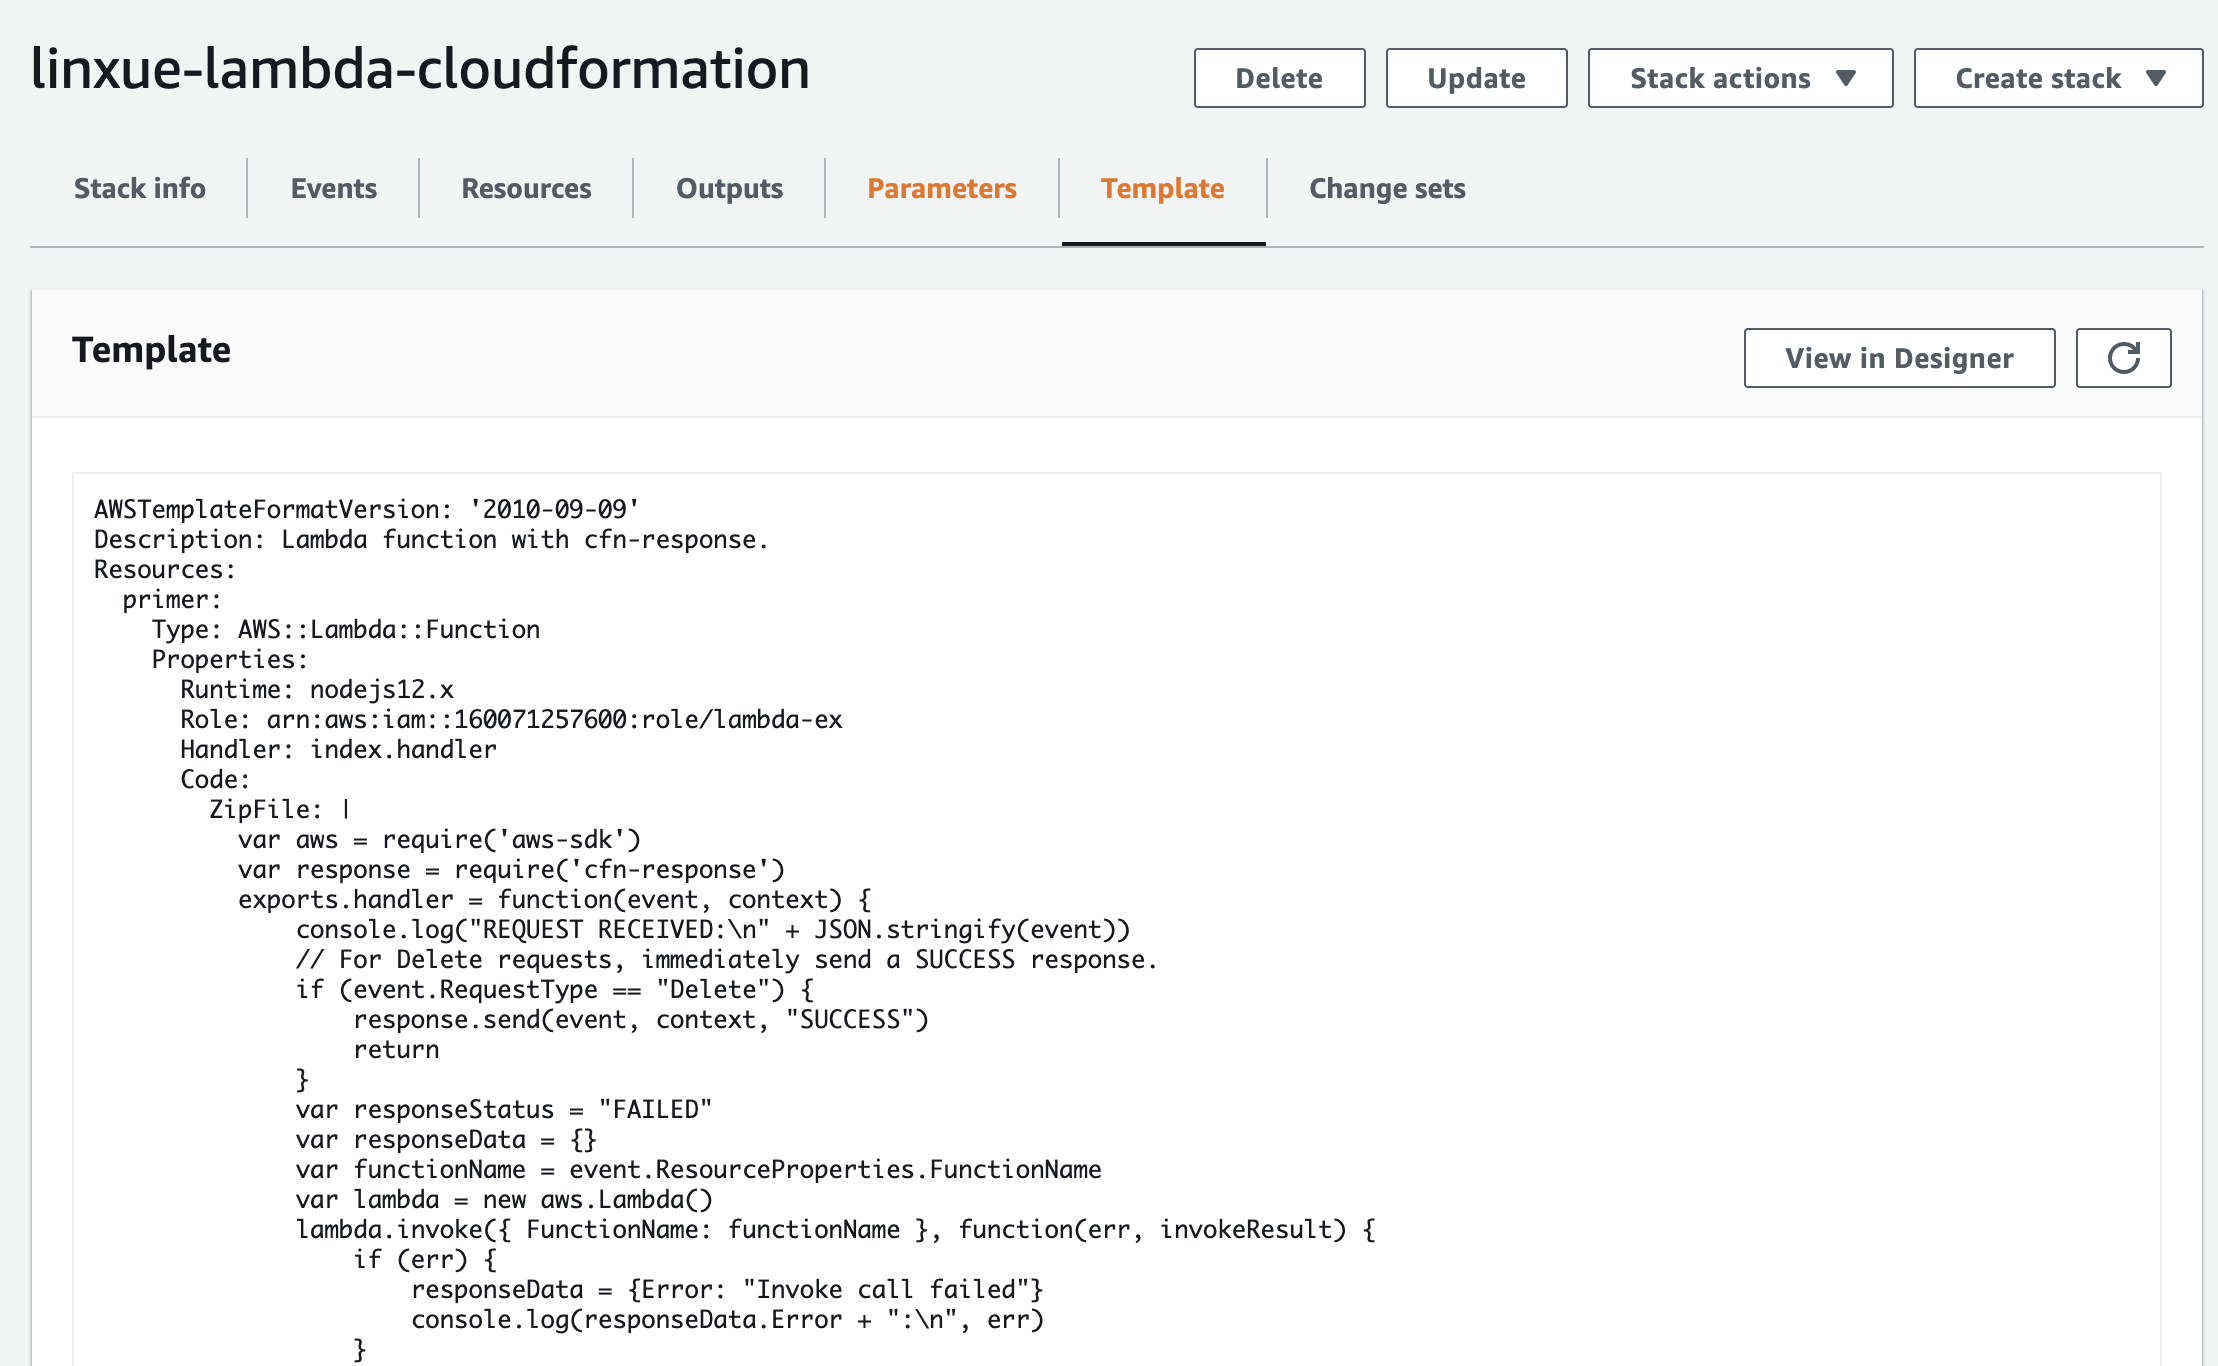 linxue-lambda-cloudformation
Delete
Update
Stack actions
Create stack
Stack info
Events
Resources
Outputs
Parameters
Template
Change sets
Template
View in Designer
AWSTemplateFormatVersion: '2010-09-09'
Description: Lambda function with cfn-response.
Resources:
  primer:
    Type: AWS::Lambda::Function
    Properties:
      Runtime: nodejs12.x
      Role: arn:aws:iam::160071257600:role/lambda-ex
      Handler: index.handler
      Code:
        ZipFile: |
          var aws = require('aws-sdk')
          var response = require('cfn-response')
          exports.handler = function(event, context) {
              console.log("REQUEST RECEIVED:\n" + JSON.stringify(event))
              // For Delete requests, immediately send a SUCCESS response.
              if (event.RequestType == "Delete") {
                  response.send(event, context, "SUCCESS")
                  return
              }
              var responseStatus = "FAILED"
              var responseData = {}
              var functionName = event.ResourceProperties.FunctionName
              var lambda = new aws.Lambda()
              lambda.invoke({ FunctionName: functionName }, function(err, invokeResult) {
                  if (err) {
                      responseData = {Error: "Invoke call failed"}
                      console.log(responseData.Error + ":\n", err)
                  }